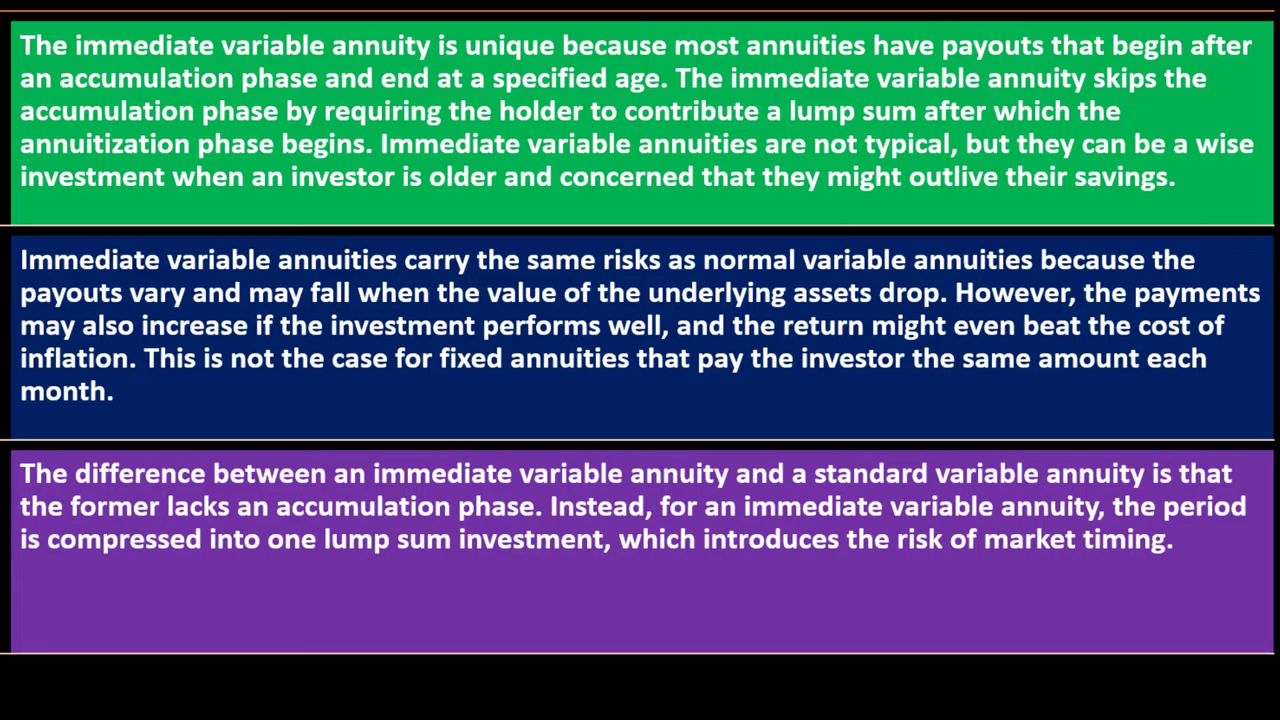 The immediate variable annuity is unique because most annuities have payouts that begin after
an accumulation phase and end at a specified age. The immediate variable annuity skips the
accumulation phase by requiring the holder to contribute a lump sum after which the
annuitization phase begins. Immediate variable annuities are not typical, but they can be a wise
investment when an investor is older and concerned that they might outlive their savings.
Immediate variable annuities carry the same risks as normal variable annuities because the
payouts vary and may fall when the value of the underlying assets drop. However, the payments
may also increase if the investment performs well, and the return might even beat the cost of
inflation. This is not the case for fixed annuities that pay the investor the same amount each
month.
The difference between an immediate variable annuity and a standard variable annuity is that
the former lacks an accumulation phase. Instead, for an immediate variable annuity, the period
is compressed into one lump sum investment, which introduces the risk of market timing.